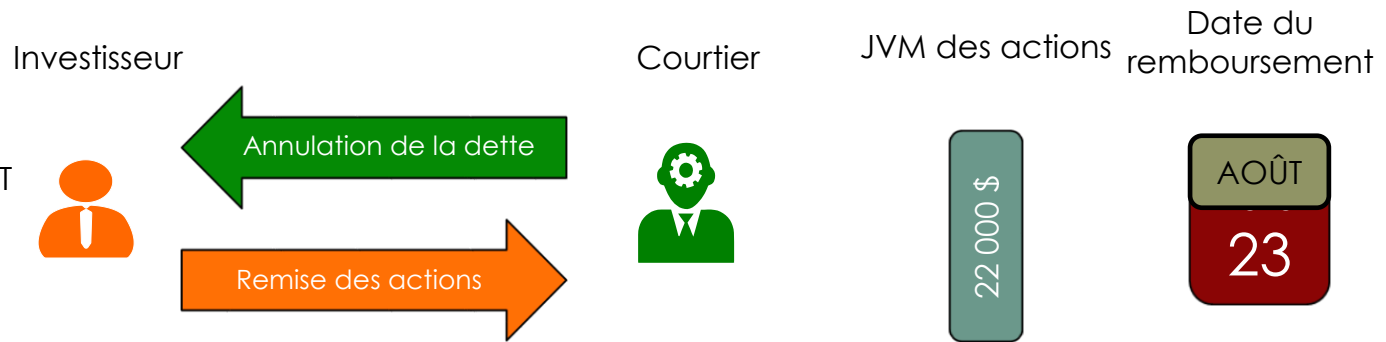 Investisseur
Courtier
JVM des actions
Date du
remboursement
Annulation de la dette
T
AOÛT
22 000 $
23
Remise des actions